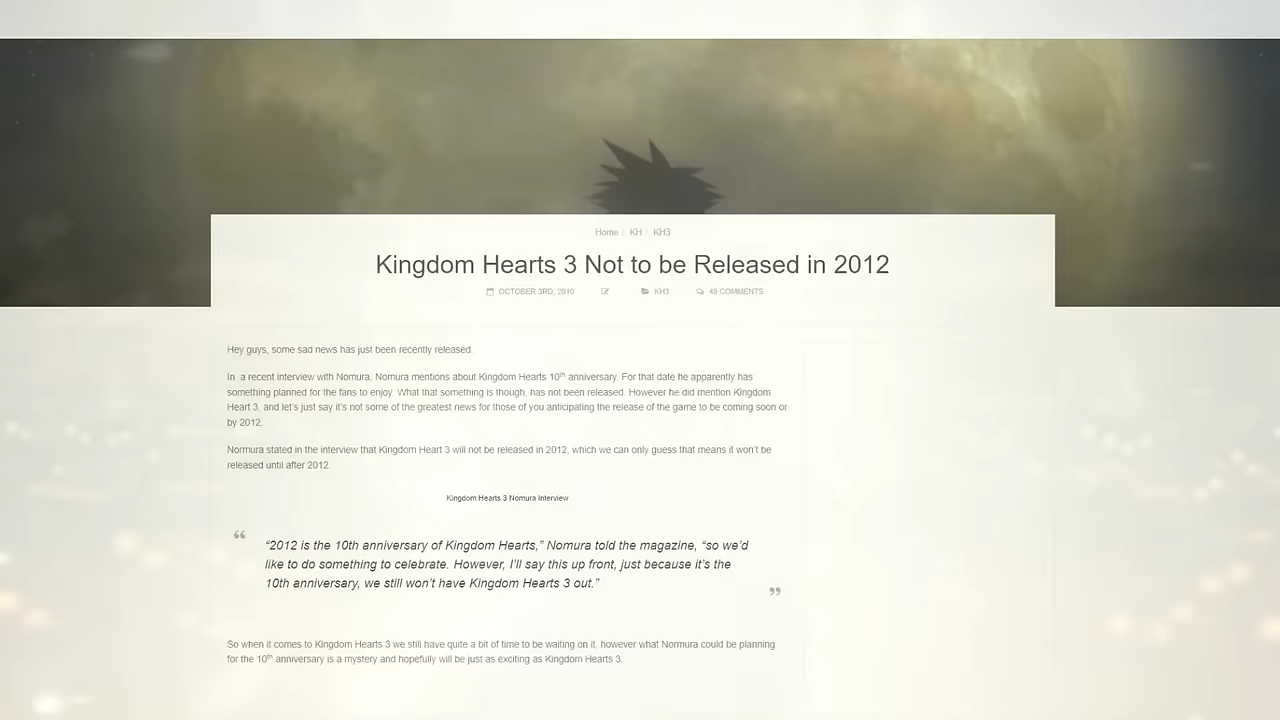 Home / KH / KH3
Kingdom Hearts 3 Not to be Released in 2012
OCTOBER 3RD, 2010 KH3 49 COMMENTS
Hey guys, some sad news has just been recently released.
In a recent interview with Nomura, Nomura mentions about Kingdom Hearts 10th anniversary. For that date he apparently has
something planned for the fans to enjoy. What that something is though, has not been released. However he did mention Kingdom
Heart 3, and let's just say it's not some of the greatest news for those of you anticipating the release of the game to be coming soon or
by 2012.
Normura stated in the interview that Kingdom Heart 3 will not be released in 2012, which we can only guess that means it won't be
released until after 2012.
Kingdom Hearts 3 Nomura Interview
“2012 is the 10th anniversary of Kingdom Hearts,” Nomura told the magazine, “so we'd
like to do something to celebrate. However, I'll say this up front, just because it's the
10th anniversary, we still won't have Kingdom Hearts 3 out.”
So when it comes to Kingdom Hearts 3 we still have quite a bit of time to be waiting on it, however what Normura could be planning
for the 10th anniversary is a mystery and hopefully will be just as exciting as Kingdom Hearts 3.